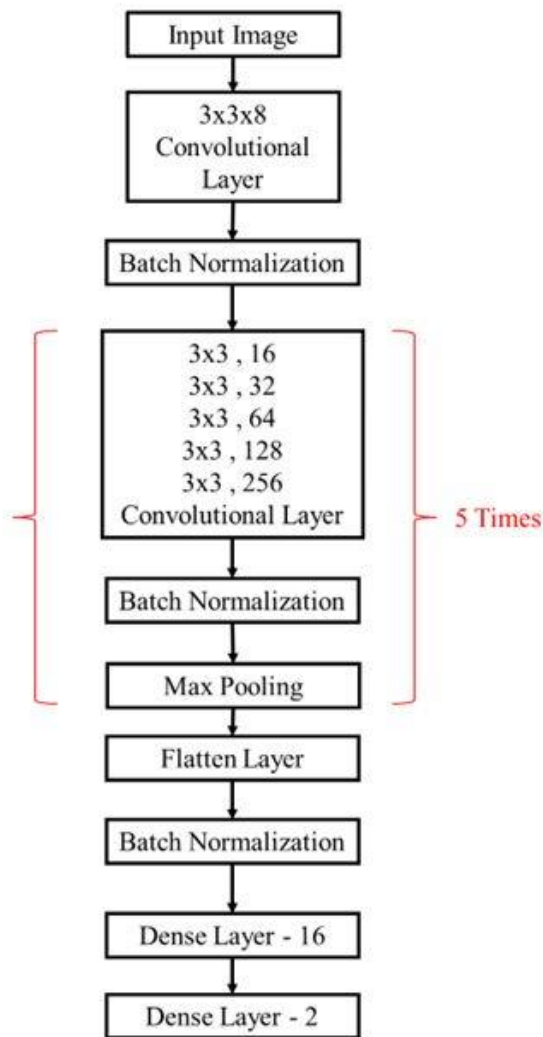 Input Image
3x3x8
Convolutional
Layer
Batch Normalization
3x3 , 16
3x3 , 32
3x3 , 64
3x3 , 128
3x3 , 256
Convolutional Layer
5 Times
Batch Normalization
Max Pooling
Flatten Layer
Batch Normalization
Dense Layer - 16
Dense Layer - 2